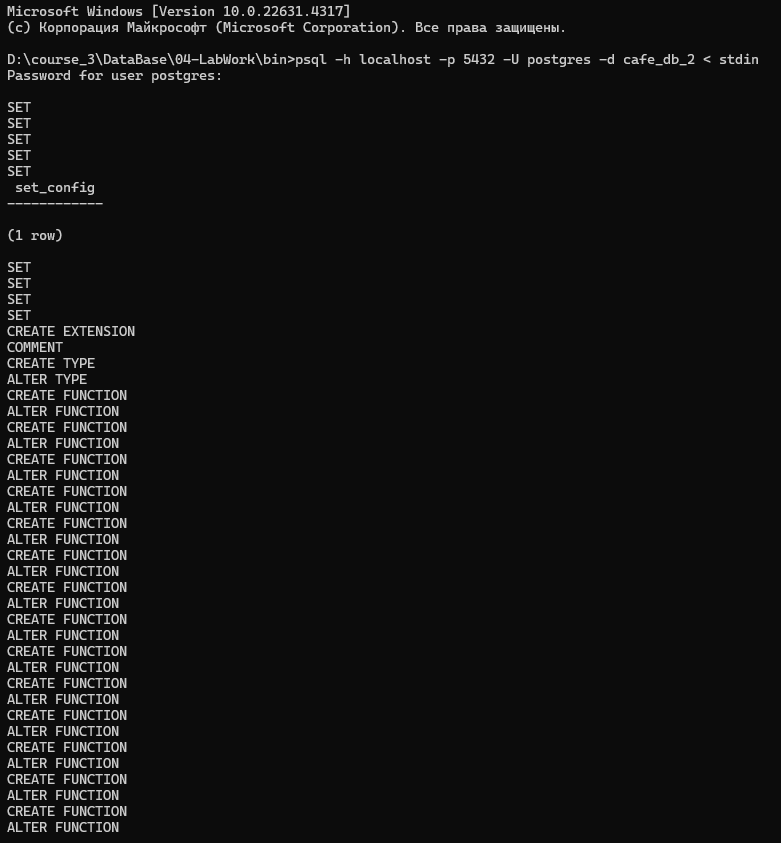 Microsoft Windows [Version 10.0.22631.4317]
(c) Корпорация Майкрософт (Microsoft Corporation). Все права защищены.
D:\course_3\DataBase\04-LabWork\bin>psql -h localhost -p 5432 -U postgres -d cafe_db_2 < stdin
Password for user postgres:
SET
SET
SET
SET
SET
set_config
------------
(1 row)
SET
SET
SET
SET
CREATE EXTENSION
COMMENT
CREATE TYPE
ALTER TYPE
CREATE FUNCTION
ALTER FUNCTION
CREATE FUNCTION
ALTER FUNCTION
CREATE FUNCTION
ALTER FUNCTION
CREATE FUNCTION
ALTER FUNCTION
CREATE FUNCTION
ALTER FUNCTION
CREATE FUNCTION
ALTER FUNCTION
CREATE FUNCTION
ALTER FUNCTION
CREATE FUNCTION
ALTER FUNCTION
CREATE FUNCTION
ALTER FUNCTION
CREATE FUNCTION
ALTER FUNCTION
CREATE FUNCTION
ALTER FUNCTION
CREATE FUNCTION
ALTER FUNCTION
CREATE FUNCTION
ALTER FUNCTION
CREATE FUNCTION
ALTER FUNCTION